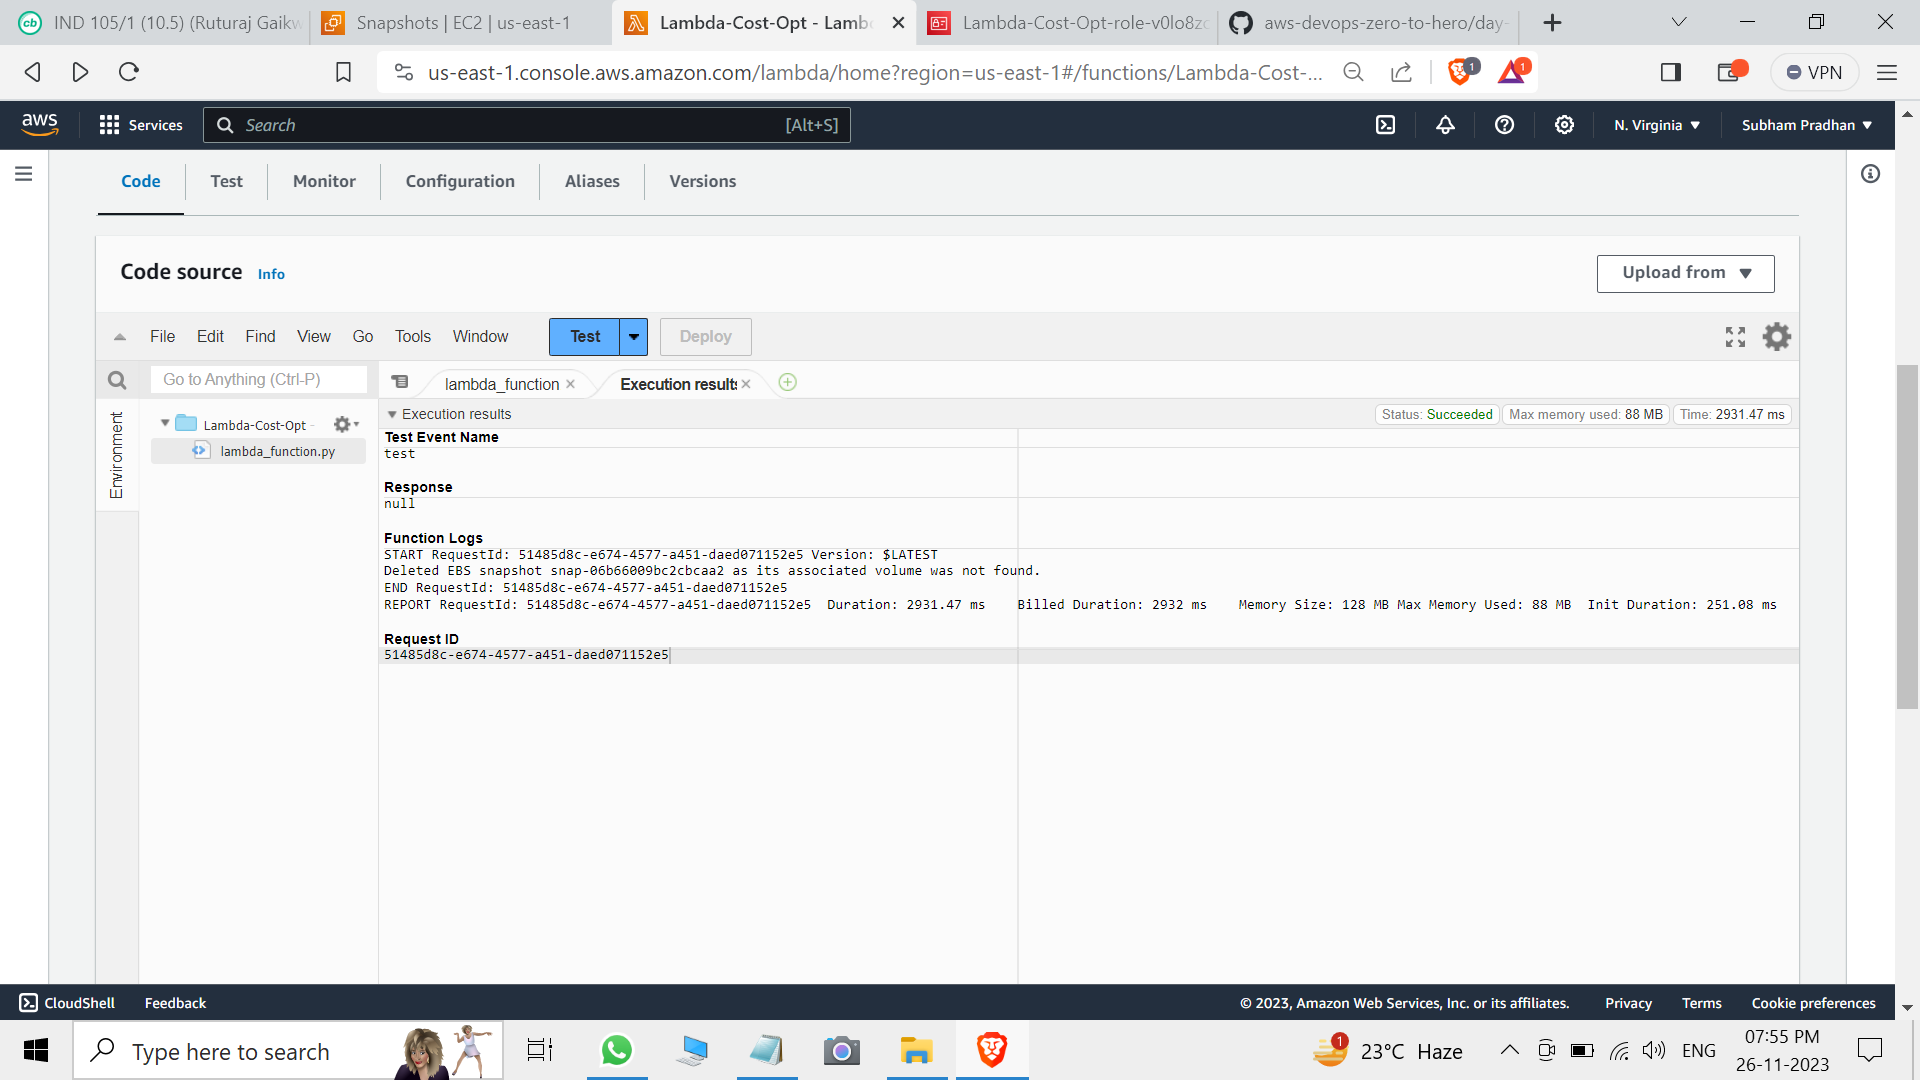 IND 105/1 (10.5) (Ruturaj Gaikw
Snapshots | EC2 | us-east-1
Lambda-Cost-Opt - Lamb
Lambda-Cost-Opt-role-v0lo8z
aws-devops-zero-to-hero/day-
us-east-1.console.aws.amazon.com/lambda/home?region=us-east-1#/functions/Lambda-Cost-...
1
1
VPN
aws
Services
Search
[Alt+S]
N. Virginia
Subham Pradhan
Code
Test
Monitor
Configuration
Aliases
Versions
Code source
Info
Upload from
File
Edit
Find
View
Go
Tools
Window
Test
Deploy
Go to Anything (Ctrl-P)
lambda_function
Execution results
Environment
Lambda-Cost-Opt -
lambda_function.py
Execution results
Status: Succeeded
Max memory used: 88 MB
Time: 2931.47 ms
Test Event Name
test
Response
null
Function Logs
START RequestId: 51485d8c-e674-4577-a451-daed071152e5 Version: $LATEST
Deleted EBS snapshot snap-06b66009bc2cbcaa2 as its associated volume was not found.
END RequestId: 51485d8c-e674-4577-a451-daed071152e5
REPORT RequestId: 51485d8c-e674-4577-a451-daed071152e5 Duration: 2931.47 ms Billed Duration: 2932 ms Memory Size: 128 MB Max Memory Used: 88 MB Init Duration: 251.08 ms
Request ID
51485d8c-e674-4577-a451-daed071152e5
CloudShell
Feedback
© 2023, Amazon Web Services, Inc. or its affiliates.
Privacy
Terms
Cookie preferences
Type here to search
1
23°C Haze
ENG
07:55 PM
26-11-2023